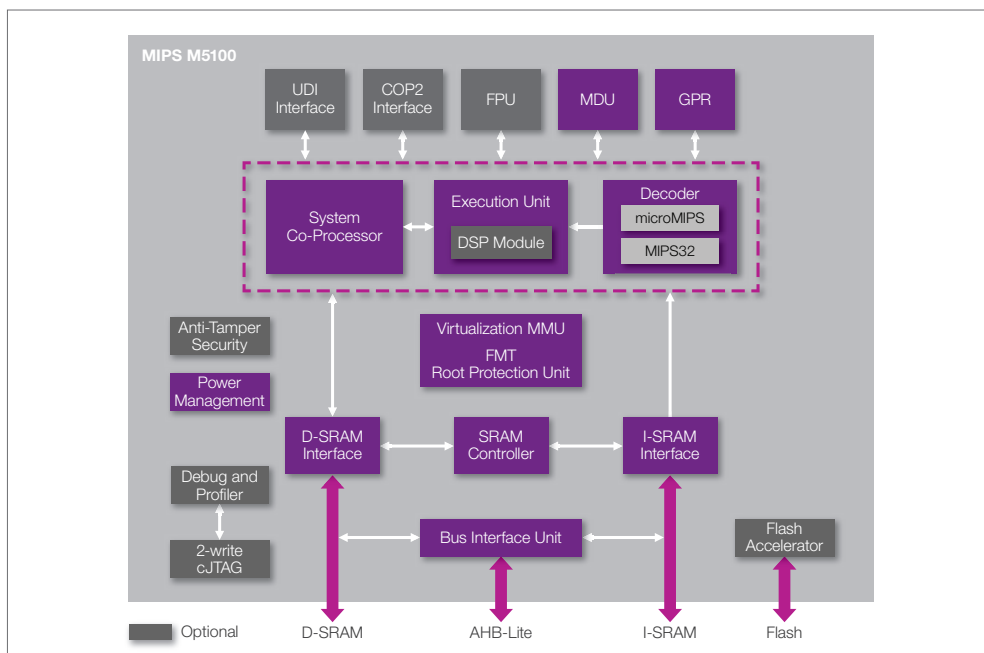 MIPS M5100
UDI
Interface
COP2
Interface
FPU
MDU
GPR
System
Co-Processor
Execution Unit
DSP Module
Decoder
microMIPS
MIPS32
Anti-Tamper
Security
Power
Management
Virtualization MMU
FMT
Root Protection Unit
D-SRAM
Interface
SRAM
Controller
I-SRAM
Interface
Debug and
Profiler
2-write
cJTAG
Bus Interface Unit
Flash
Accelerator
Optional
D-SRAM
AHB-Lite
I-SRAM
Flash